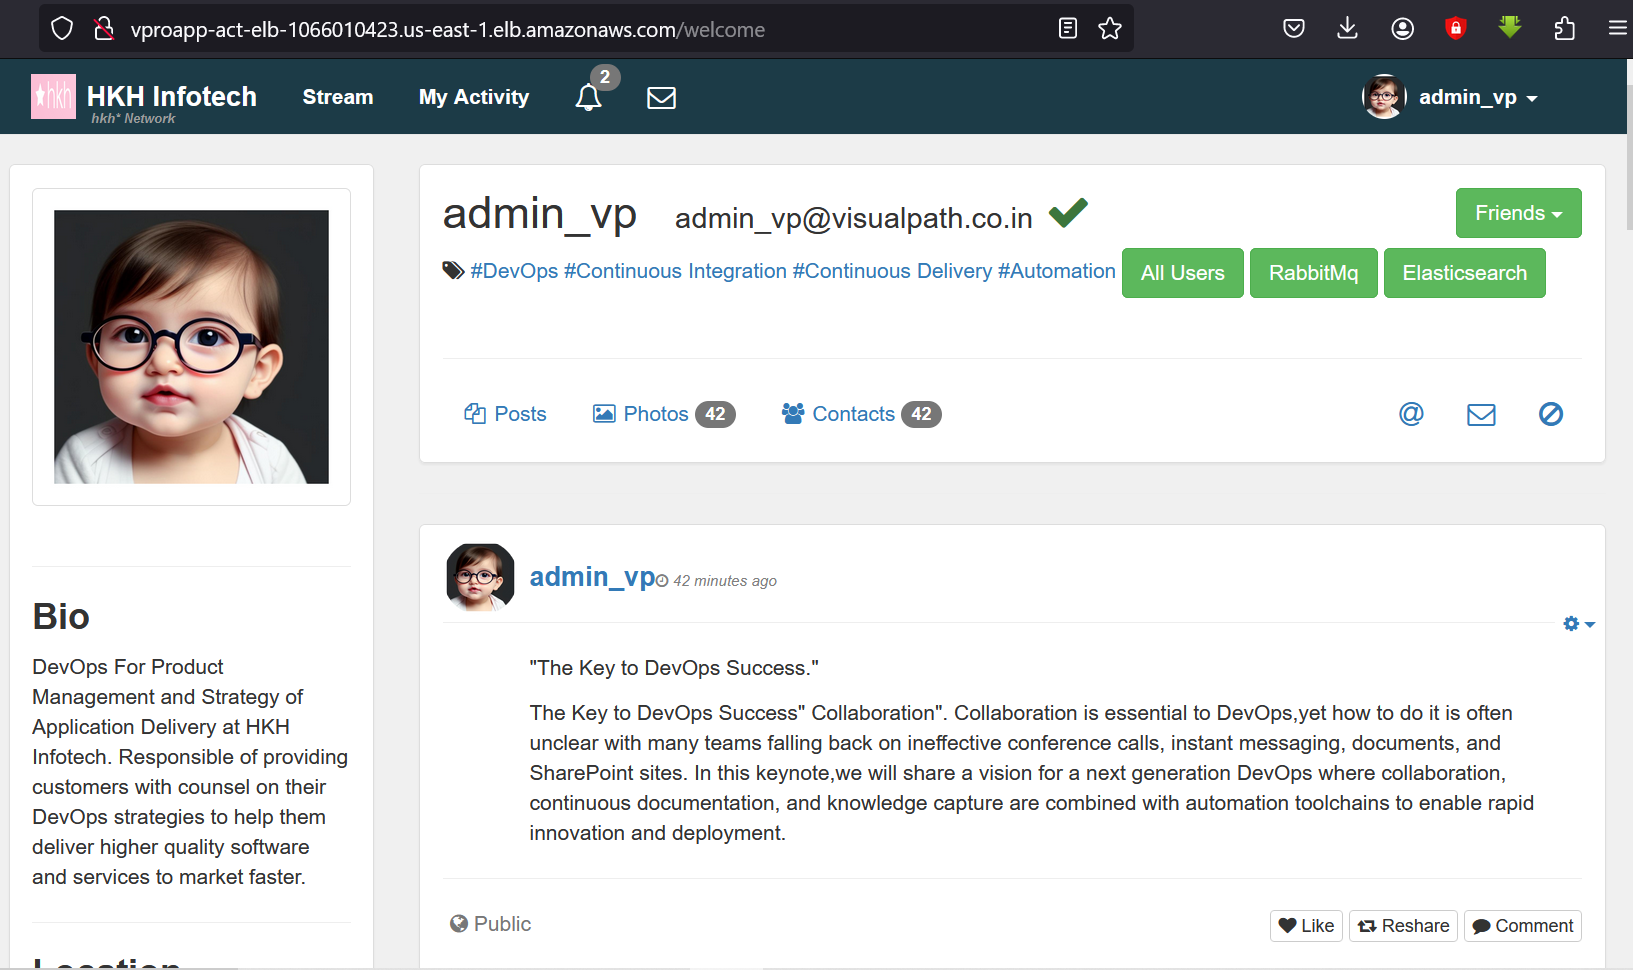 vproapp-act-elb-1066010423.us-east-1.elb.amazonaws.com/welcome
hkh HKH Infotech Stream My Activity 2 admin_vp
hkh* Network
admin_vp admin_vp@visualpath.co.in Friends
#DevOps #Continuous Integration #Continuous Delivery #Automation All Users RabbitMq Elasticsearch
Posts Photos 42 Contacts 42 @
admin_vp 42 minutes ago
"The Key to DevOps Success."
The Key to DevOps Success" Collaboration". Collaboration is essential to DevOps,yet how to do it is often
unclear with many teams falling back on ineffective conference calls, instant messaging, documents, and
SharePoint sites. In this keynote,we will share a vision for a next generation DevOps where collaboration,
continuous documentation, and knowledge capture are combined with automation toolchains to enable rapid
innovation and deployment.
Public Like Reshare Comment
Bio
DevOps For Product
Management and Strategy of
Application Delivery at HKH
Infotech. Responsible of providing
customers with counsel on their
DevOps strategies to help them
deliver higher quality software
and services to market faster.
Location